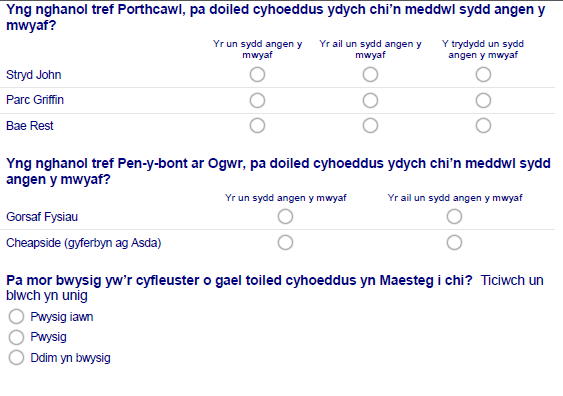 Yng nghanol tref Porthcawl, pa doiled cyhoeddus ydych chi’n meddwl sydd angen y
mwyaf?
Yr un sydd angen y mwyaf Yr ail un sydd angen y mwyaf Y trydydd un sydd angen y mwyaf
Stryd John
Parc Griffin
Bae Rest
Yng nghanol tref Pen-y-bont ar Ogwr, pa doiled cyhoeddus ydych chi’n meddwl sydd
angen y mwyaf?
Yr un sydd angen y mwyaf Yr ail un sydd angen y mwyaf
Gorsaf Fysiau
Cheapside (gyferbyn ag Asda)
Pa mor bwysig yw’r cyfleuster o gael toiled cyhoeddus yn Maesteg i chi? Ticiwch un
blwch yn unig
Pwysig iawn
Pwysig
Ddim yn bwysig